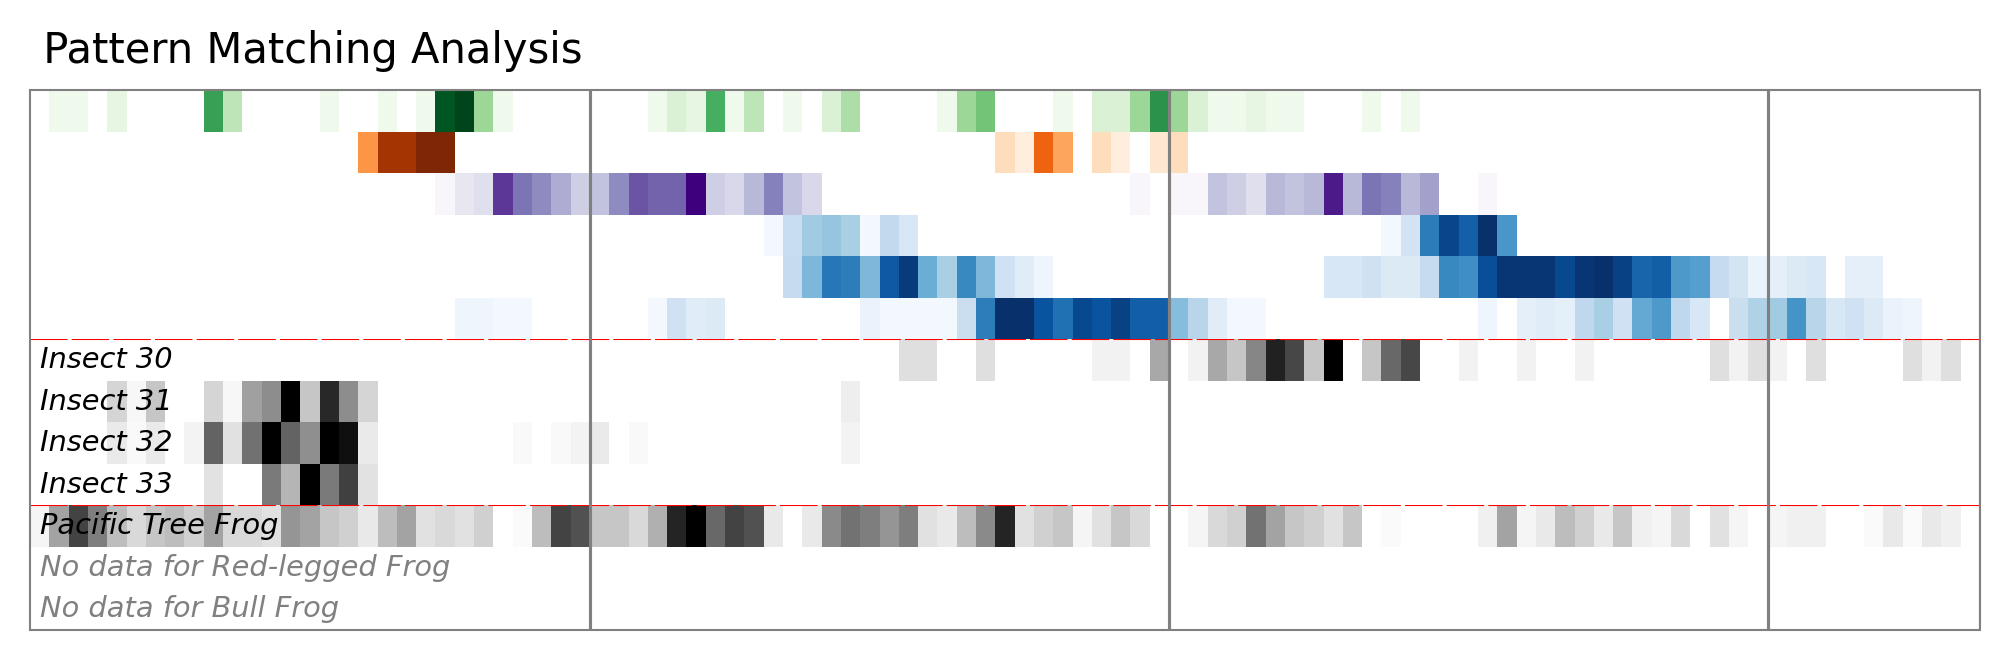 Pattern Matching Analysis
Insect 30
Insect 31
Insect 32
Insect 33
Pacific Tree Frog
No data for Red-legged Frog
No data for Bull Frog